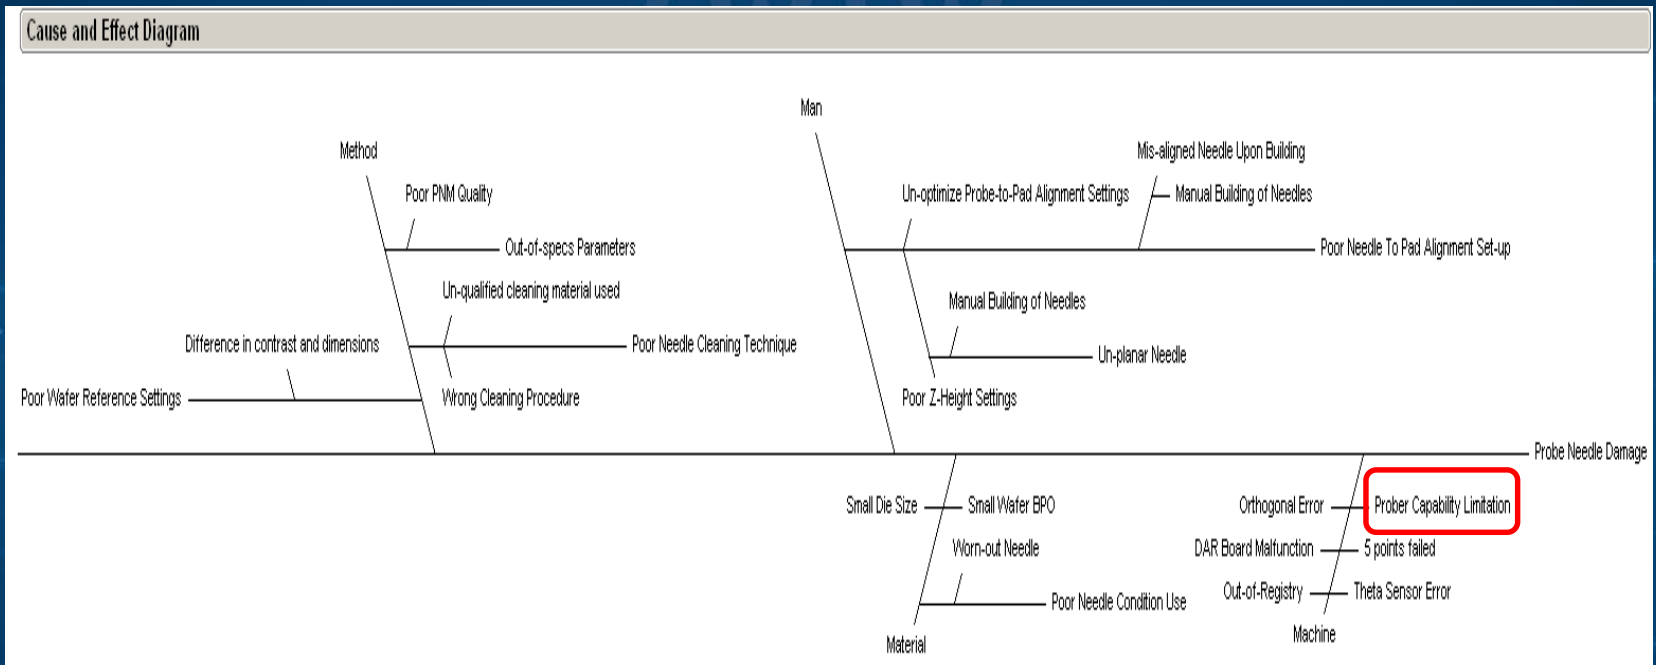 Cause and Effect Diagram
Man
Method
Mis-aligned Needle Upon Building
Poor PNM Quality
Un-optimize Probe-to-Pad Alignment Settings
Manual Building of Needles
Out-of-specs Parameters
Poor Needle To Pad Alignment Set-up
Un-qualified cleaning material used
Manual Building of Needles
Difference in contrast and dimensions
Poor Needle Cleaning Technique
Un-planar Needle
Poor Wafer Reference Settings
Wrong Cleaning Procedure
Poor Z-Height Settings
Probe Needle Damage
Small Die Size
Small Wafer BPO
Orthogonal Error
Prober Capability Limitation
Worn-out Needle
DAR Board Malfunction
5 points failed
Out-of-Registry
Theta Sensor Error
Poor Needle Condition Use
Machine
Material